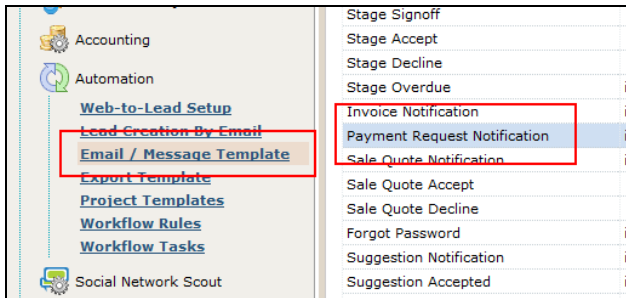 Accounting
Automation
Web-to-Lead Setup
Lead Creation By Email
Email / Message Template
Export Template
Project Templates
Workflow Rules
Workflow Tasks
Social Network Scout
Stage Signoff
Stage Accept
Stage Decline
Stage Overdue
Invoice Notification
Payment Request Notification
Sale Quote Notification
Sale Quote Accept
Sale Quote Decline
Forgot Password
Suggestion Notification
Suggestion Accepted